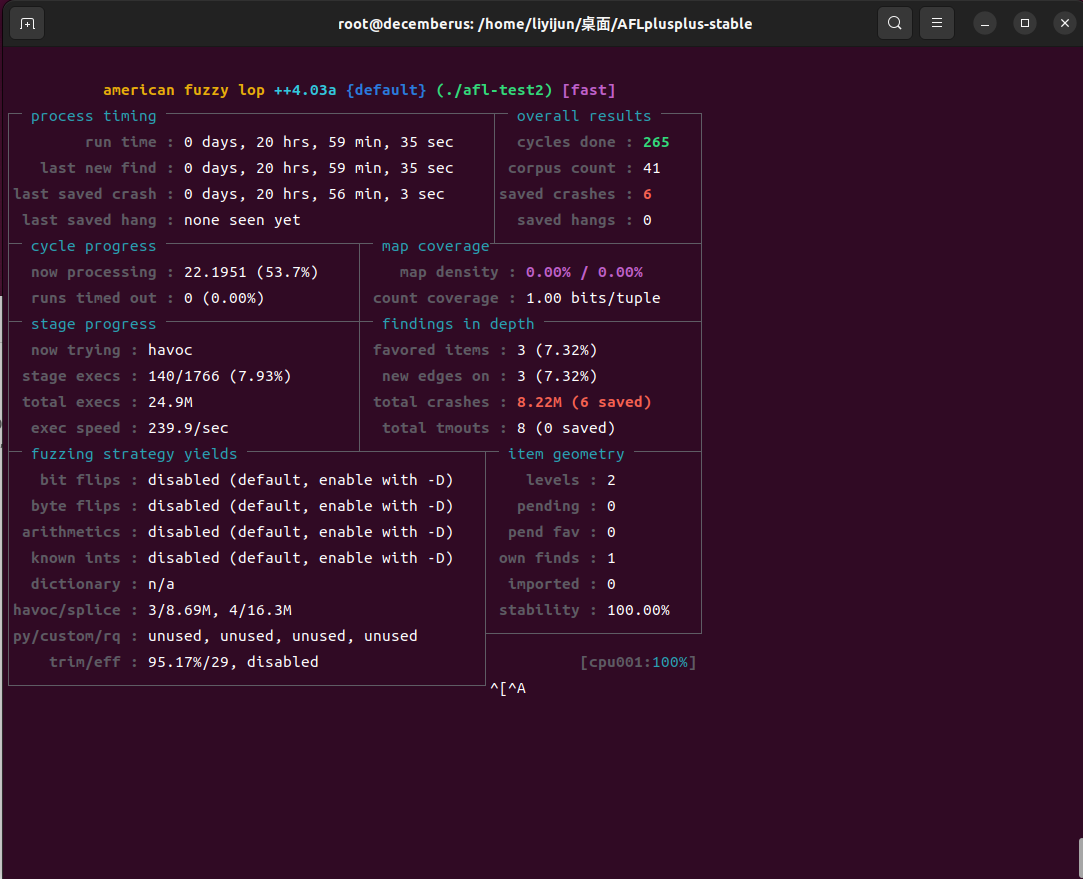 root@decemberus: /home/liyijun/桌面/AFLplusplus-stable
american fuzzy lop ++4.03a {default} (./afl-test2) [fast]
process timing overall results
run time : 0 days, 20 hrs, 59 min, 35 sec cycles done : 265
last new find : 0 days, 20 hrs, 59 min, 35 sec corpus count : 41
last saved crash : 0 days, 20 hrs, 56 min, 3 sec saved crashes : 6
last saved hang : none seen yet saved hangs : 0
cycle progress map coverage
now processing : 22.1951 (53.7%) map density : 0.00% / 0.00%
runs timed out : 0 (0.00%) count coverage : 1.00 bits/tuple
stage progress findings in depth
now trying : havoc favored items : 3 (7.32%)
stage execs : 140/1766 (7.93%) new edges on : 3 (7.32%)
total execs : 24.9M total crashes : 8.22M (6 saved)
exec speed : 239.9/sec total tmouts : 8 (0 saved)
fuzzing strategy yields item geometry
bit flips : disabled (default, enable with -D) levels : 2
byte flips : disabled (default, enable with -D) pending : 0
arithmetics : disabled (default, enable with -D) pend fav : 0
known ints : disabled (default, enable with -D) own finds : 1
dictionary : n/a imported : 0
havoc/splice : 3/8.69M, 4/16.3M stability : 100.00%
py/custom/rq : unused, unused, unused, unused
trim/eff : 95.17%/29, disabled [cpu001:100%]
^[^A